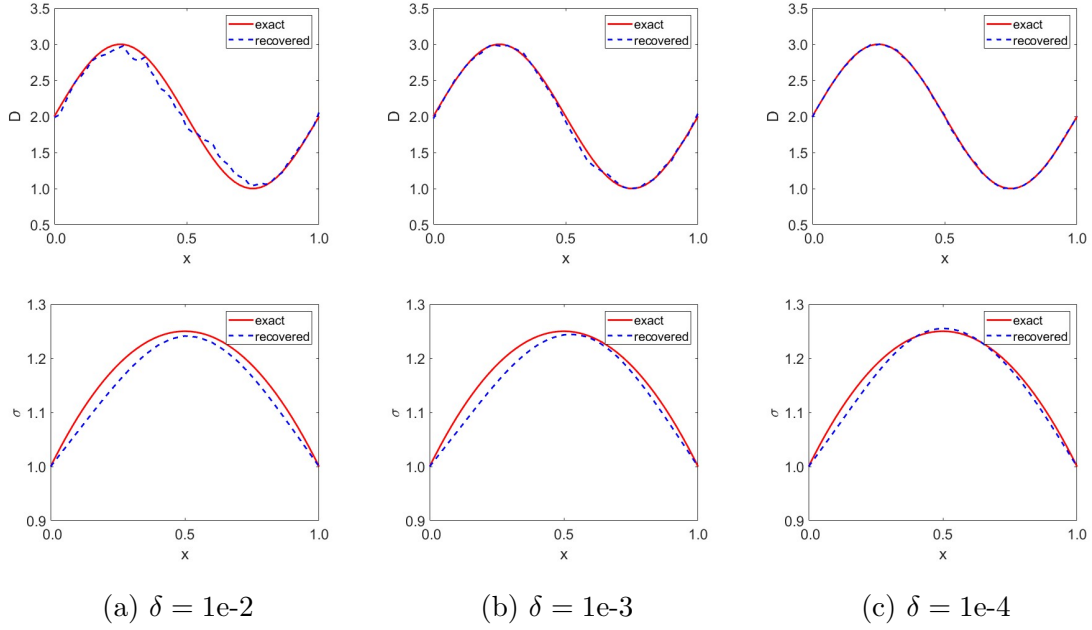 3.5
3.0
2.5
2.0
1.5
1.0
0.5
D
0.0 0.5 1.0
x
exact
recovered
3.5
3.0
2.5
2.0
1.5
1.0
0.5
D
0.0 0.5 1.0
x
exact
recovered
3.5
3.0
2.5
2.0
1.5
1.0
0.5
D
0.0 0.5 1.0
x
exact
recovered
1.3
1.2
1.1
1.0
0.9
σ
0.0 0.5 1.0
x
exact
recovered
1.3
1.2
1.1
1.0
0.9
σ
0.0 0.5 1.0
x
exact
recovered
1.3
1.2
1.1
1.0
0.9
σ
0.0 0.5 1.0
x
exact
recovered
(a) δ = 1e-2
(b) δ = 1e-3
(c) δ = 1e-4